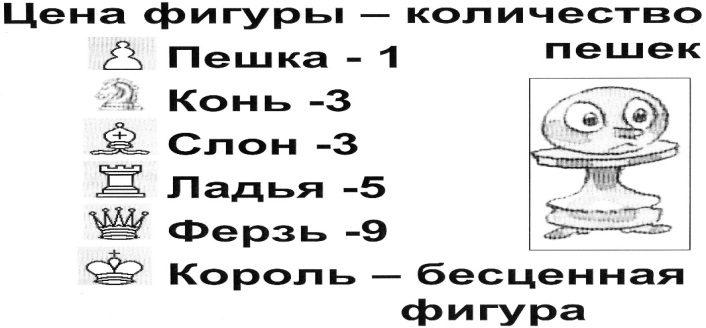 Цена фигуры – количество
пешек
Пешка - 1
Конь -3
Слон -3
Ладья -5
Ферзь -9
Король – бесценная
фигура